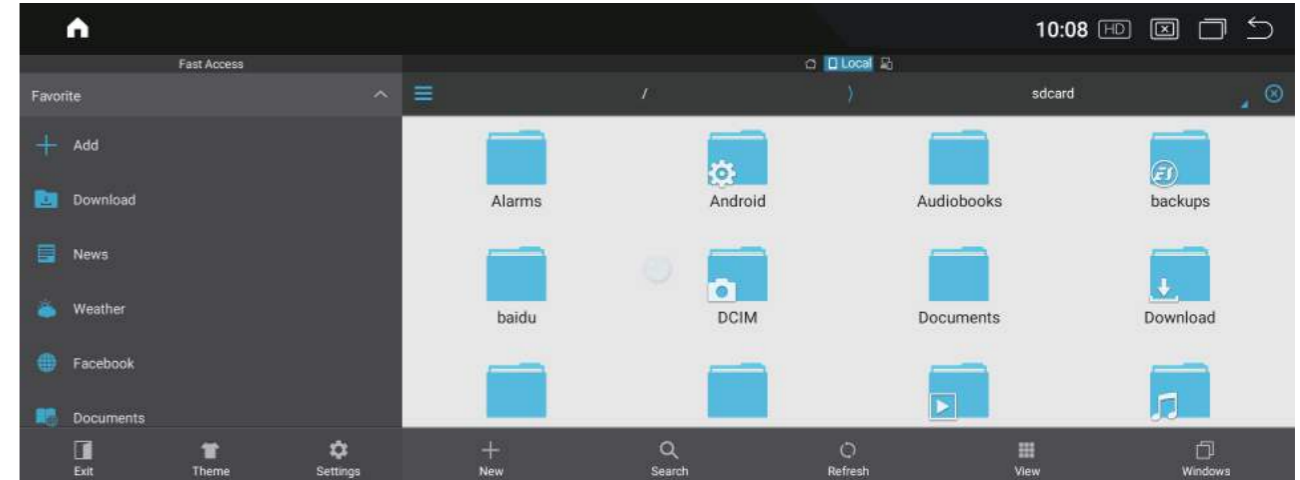 10:08 HD
Fast Access
Local
Favorite
/ sdcard
Add
Download
News
Weather
Facebook
Documents
Alarms Android Audiobooks backups
baidu DCIM Documents Download
Exit Theme Settings New Search Refresh View Windows